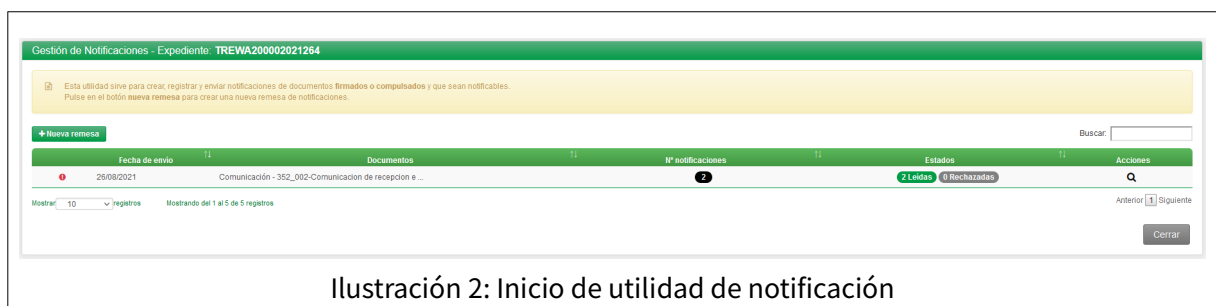 Gestión de Notificaciones - Expediente: TREWA200002021264
Esta utilidad sirve para crear, registrar y enviar notificaciones de documentos firmados o compulsados y que sean notificables.
Pulse en el botón nueva remesa para crear una nueva remesa de notificaciones.
+Nueva remesa Buscar:
Fecha de envío Documentos Nº notificaciones Estados Acciones
26/08/2021 Comunicación - 352_002-Comunicacion de recepcion e ... 2 2 Leídas 0 Rechazadas
Mostrar 10 registros Mostrando del 1 al 5 de 5 registros Anterior 1 Siguiente
Cerrar
Ilustración 2: Inicio de utilidad de notificación